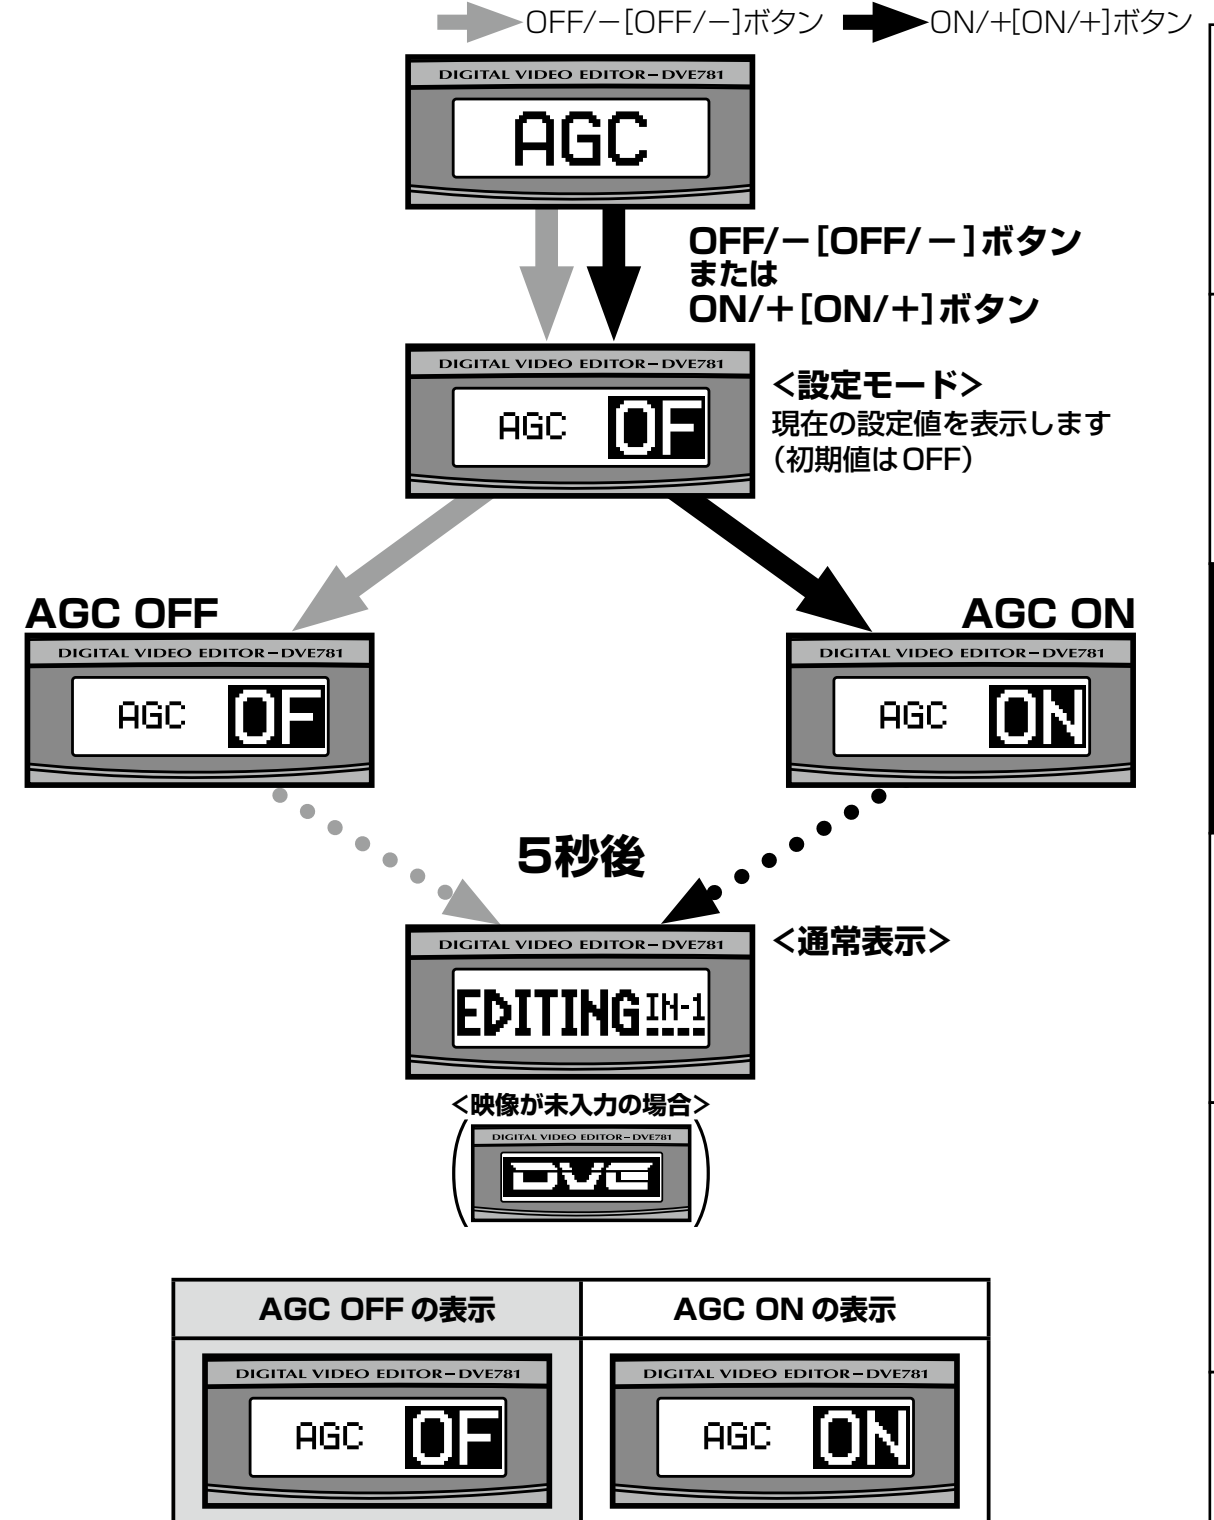 OFF/－[OFF/－]ボタン ON/＋[ON/＋]ボタン
DIGITAL VIDEO EDITOR－DVE781
AGC
OFF/－[OFF/－]ボタン
または
ON/＋[ON/＋]ボタン
DIGITAL VIDEO EDITOR－DVE781
AGC OF
＜設定モード＞
現在の設定値を表示します
（初期値はOFF）
AGC OFF
DIGITAL VIDEO EDITOR－DVE781
AGC OF
AGC ON
DIGITAL VIDEO EDITOR－DVE781
AGC ON
5秒後
DIGITAL VIDEO EDITOR－DVE781
EDITING IN-1
＜通常表示＞
＜映像が未入力の場合＞
DIGITAL VIDEO EDITOR－DVE781
DVE
AGC OFF の表示
AGC ON の表示
DIGITAL VIDEO EDITOR－DVE781
AGC OF
DIGITAL VIDEO EDITOR－DVE781
AGC ON